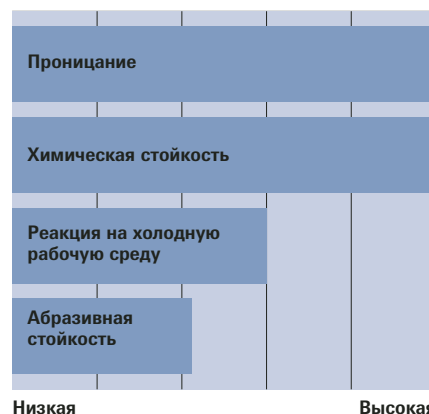 Проницание
Химическая стойкость
Реакция на холодную
рабочую среду
Абразивная
стойкость
Низкая Высокая